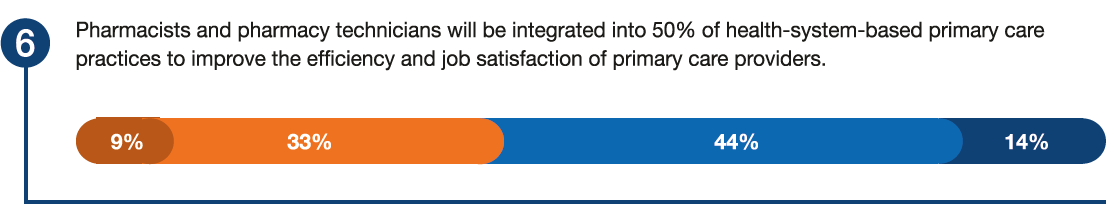 6
Pharmacists and pharmacy technicians will be integrated into 50% of health-system-based primary care
practices to improve the efficiency and job satisfaction of primary care providers.
9% 33% 44% 14%